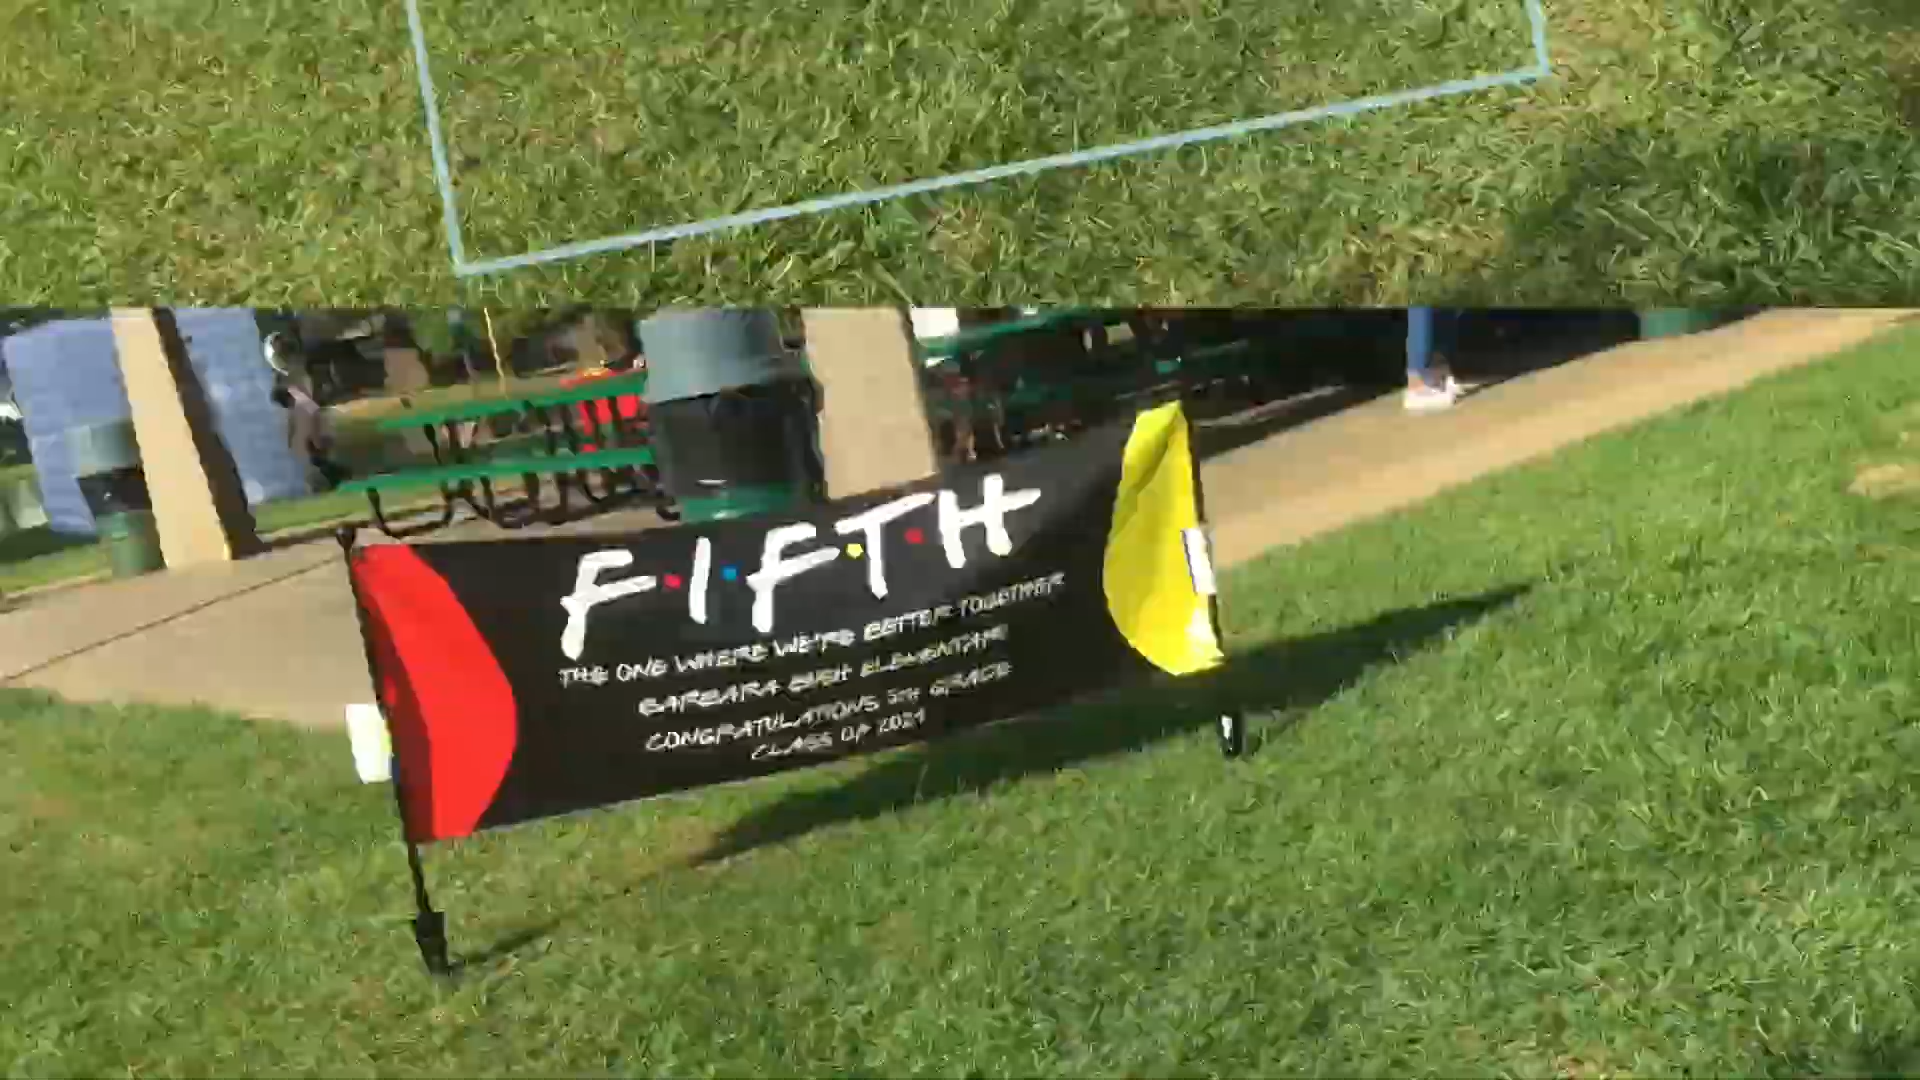 F·I·F·T·H
THE ONE WHERE WE'RE BETTER TOGETHER
BARBARA BUSH ELEMENTARY
CONGRATULATIONS 5TH GRADE
CLASS OF 2021